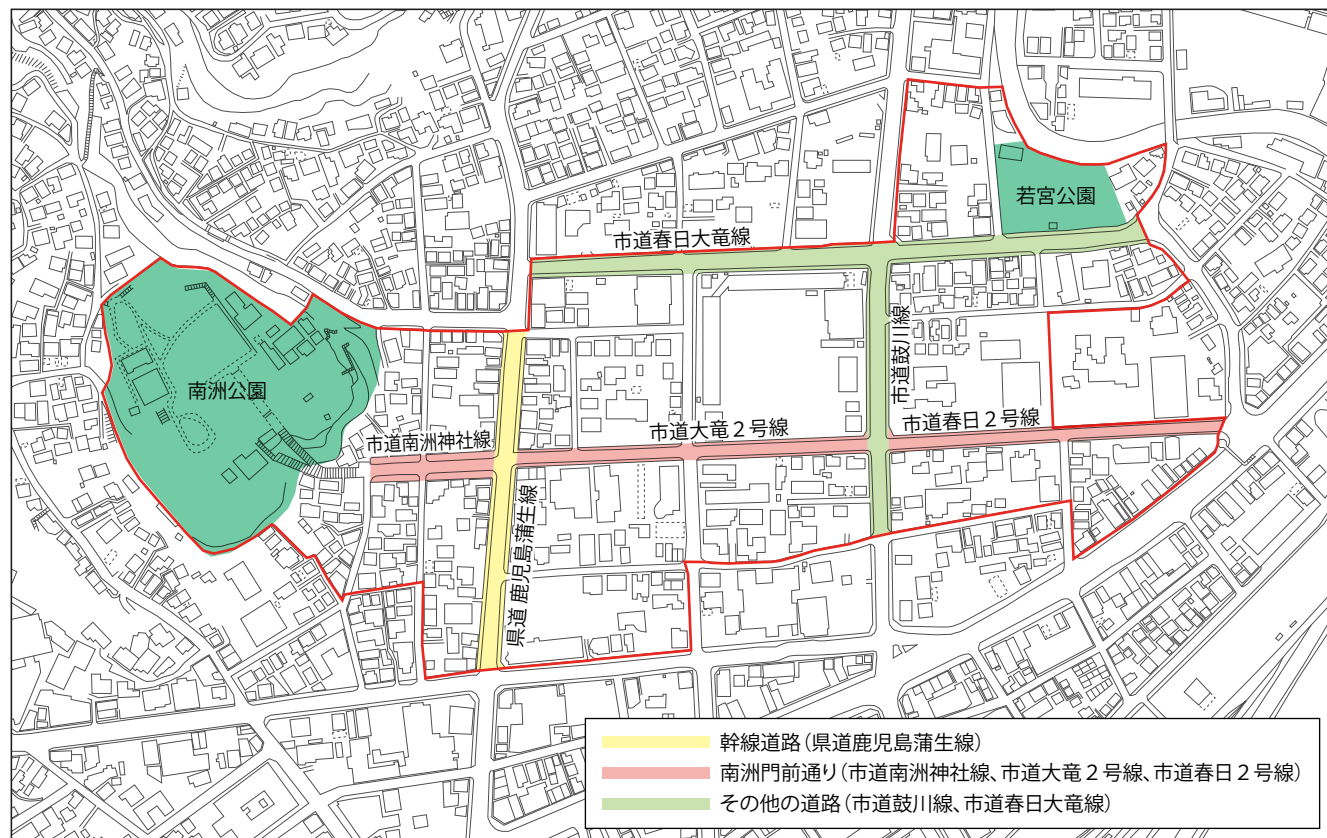 若宮公園
市道春日大竜線
市道鼓川線
南洲公園
市道南洲神社線
市道大竜２号線
市道春日２号線
県道 鹿児島蒲生線
幹線道路（県道鹿児島蒲生線）
南洲門前通り（市道南洲神社線、市道大竜２号線、市道春日２号線）
その他の道路（市道鼓川線、市道春日大竜線）